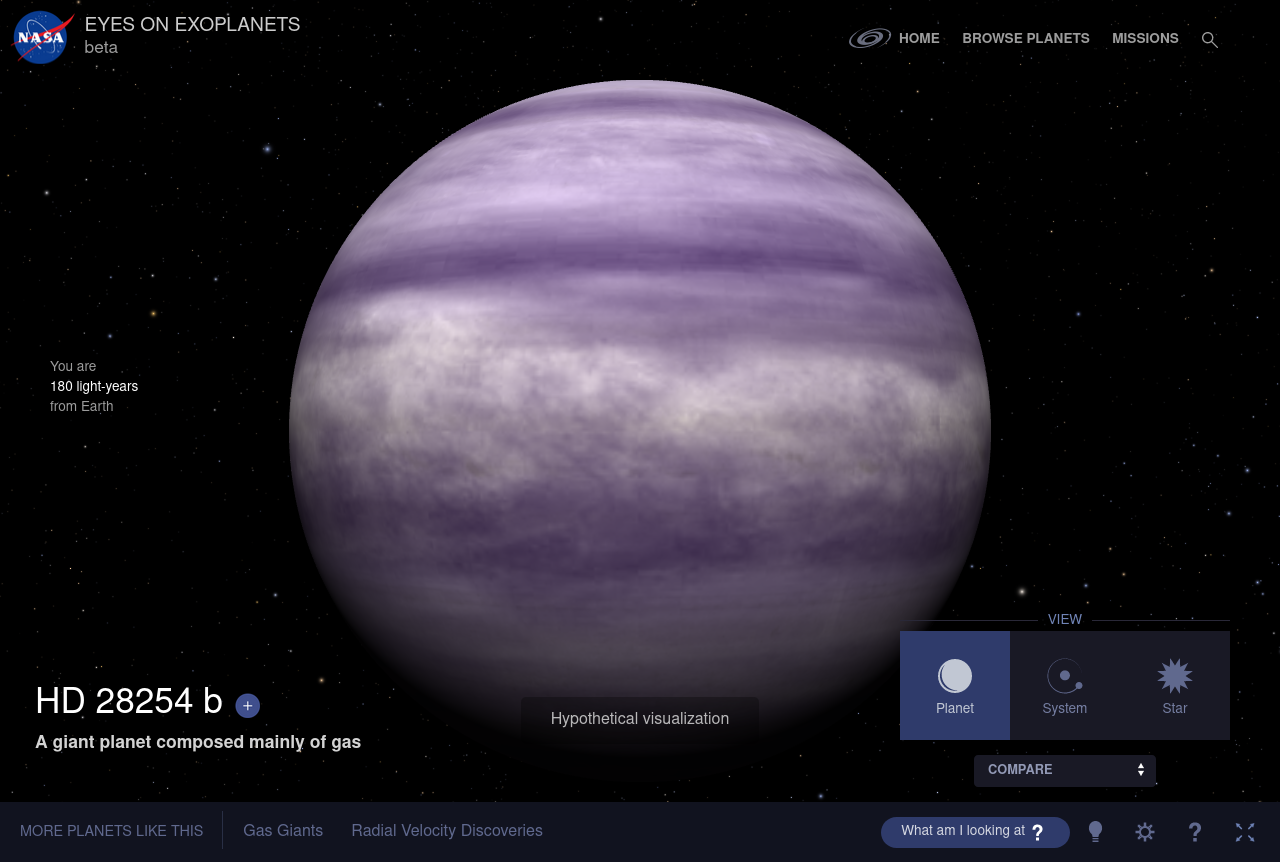 NASA
EYES ON EXOPLANETS
beta
HOME
BROWSE PLANETS
MISSIONS
You are
180 light-years
from Earth
VIEW
Planet
System
Star
HD 28254 b +
A giant planet composed mainly of gas
Hypothetical visualization
COMPARE
MORE PLANETS LIKE THIS
Gas Giants
Radial Velocity Discoveries
What am I looking at ?
?